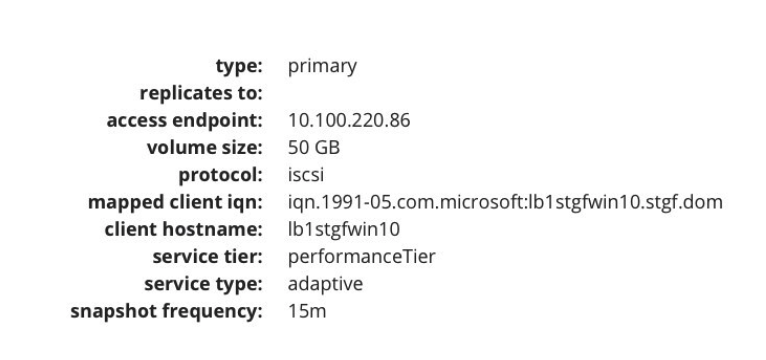 type: primary
replicates to:
access endpoint: 10.100.220.86
volume size: 50 GB
protocol: iscsi
mapped client iqn: iqn.1991-05.com.microsoft:lb1stgfwin10.stgf.dom
client hostname: lb1stgfwin10
service tier: performanceTier
service type: adaptive
snapshot frequency: 15m